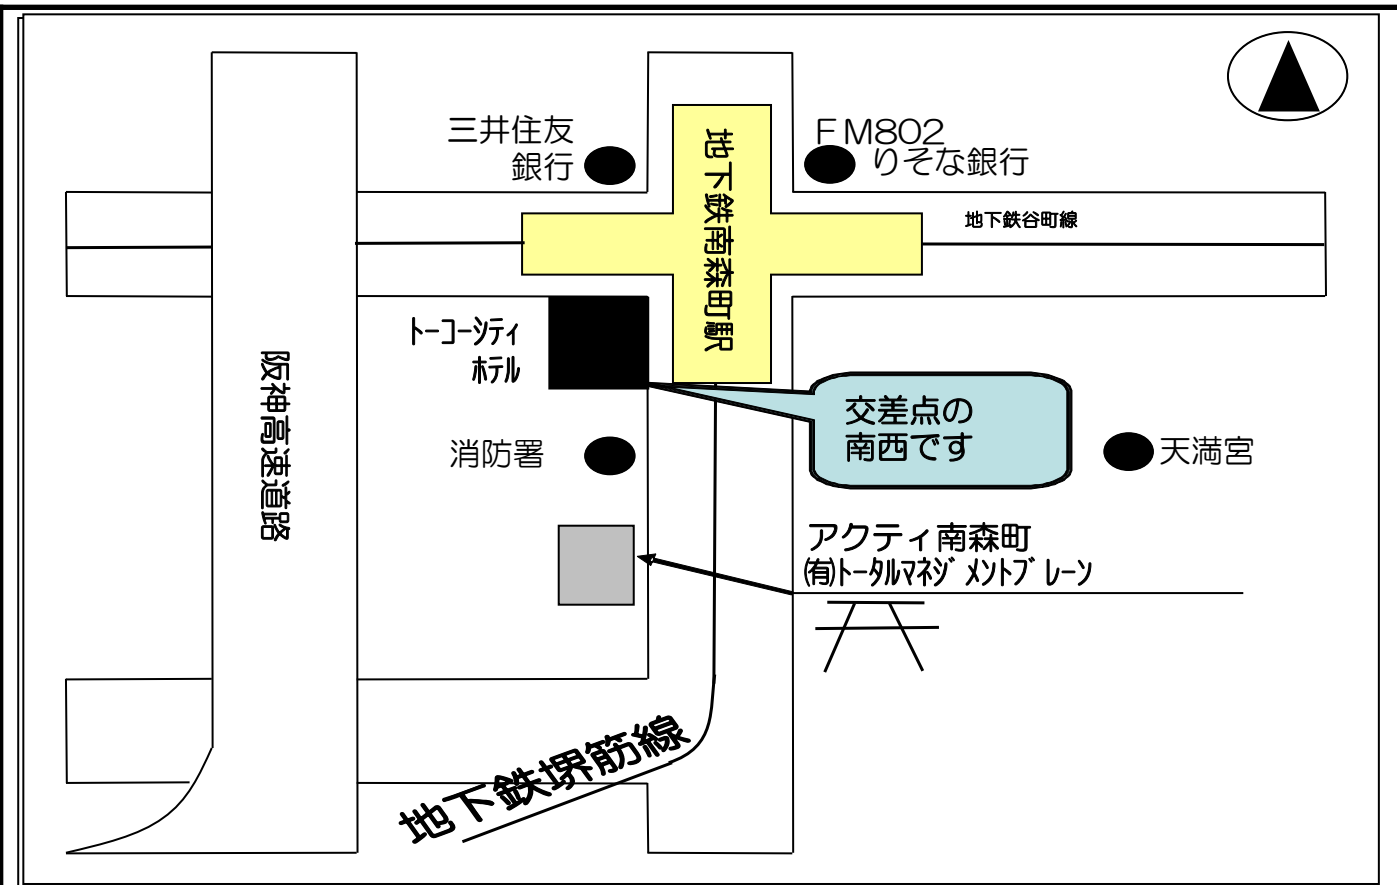 三井住友
銀行
地下鉄南森町駅
ＦＭ802
りそな銀行
地下鉄谷町線
ﾄｰｺｰｼﾃｨ
ﾎﾃﾙ
阪神高速道路
交差点の
南西です
消防署
天満宮
アクティ南森町
㈲ﾄｰﾀﾙﾏﾈｼﾞﾒﾝﾄﾌﾞﾚｰﾝ
地下鉄堺筋線